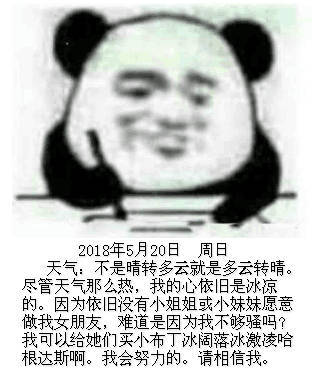 2018年5月20日 周日
天气：不是晴转多云就是多云转晴。
尽管天气那么热，我的心依旧是冰凉
的。因为依旧没有小姐姐或小妹妹愿意
做我女朋友，难道是因为我不够骚吗？
我可以给她们买小布丁冰阔落冰激凌哈
根达斯啊。我会努力的。请相信我。